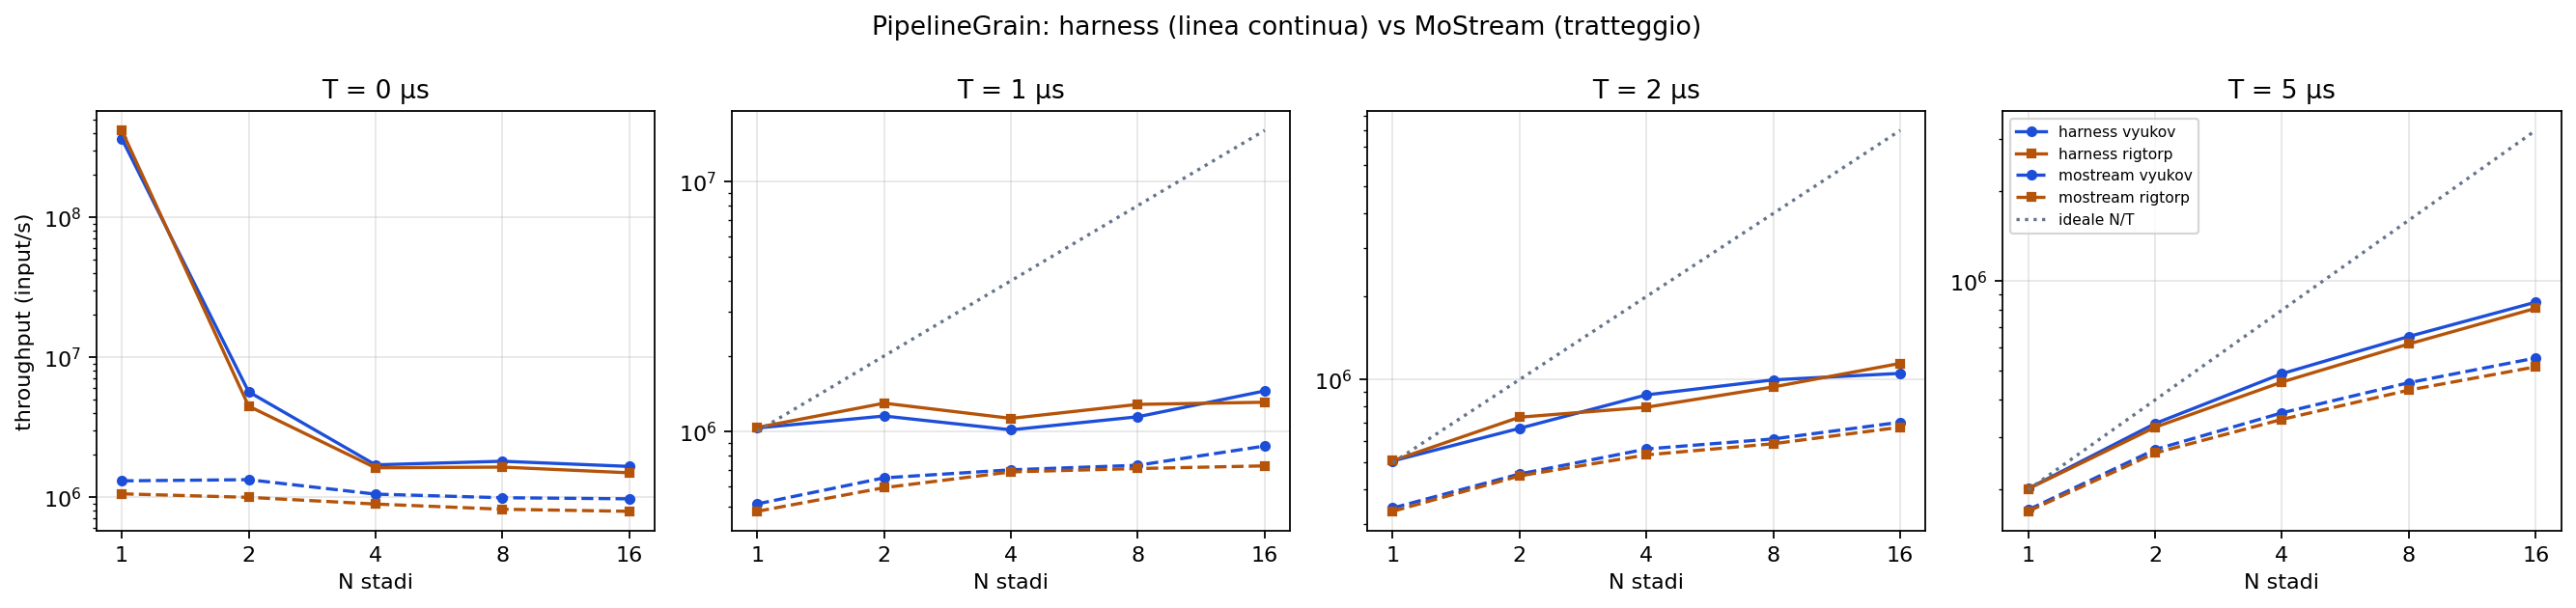 PipelineGrain: harness (linea continua) vs MoStream (tratteggio)
T = 0 μs
T = 1 μs
T = 2 μs
T = 5 μs
throughput (input/s)
10⁸
10⁷
10⁶
1 2 4 8 16
N stadi
10⁷
10⁶
1 2 4 8 16
N stadi
10⁶
1 2 4 8 16
N stadi
10⁶
harness vyukov
harness rigtorp
mostream vyukov
mostream rigtorp
ideale N/T
1 2 4 8 16
N stadi